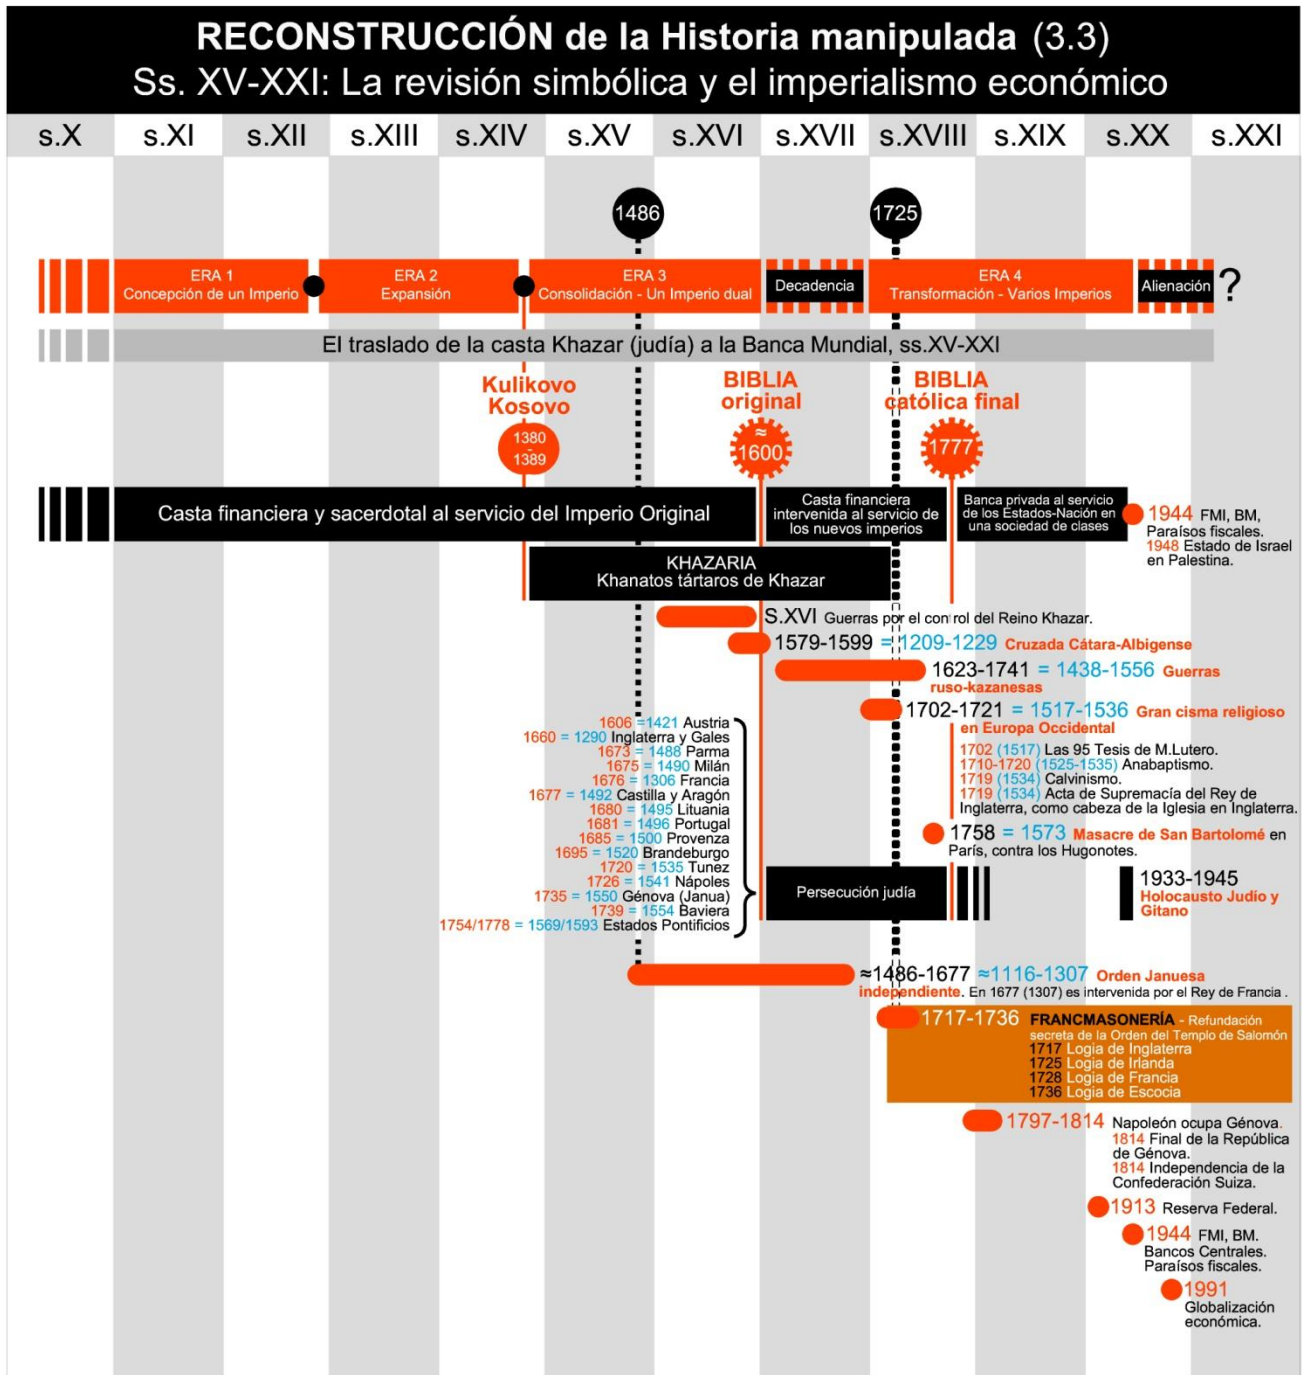 RECONSTRUCCIÓN de la Historia manipulada (3.3)
Ss. XV-XXI: La revisión simbólica y el imperialismo económico
s.X s.XI s.XII s.XIII s.XIV s.XV s.XVI s.XVII s.XVIII s.XIX s.XX s.XXI
1486
1725
ERA 1
Concepción de un Imperio
ERA 2
Expansión
ERA 3
Consolidación - Un Imperio dual
Decadencia
ERA 4
Transformación - Varios Imperios
Alienación
?
El traslado de la casta Khazar (judía) a la Banca Mundial, ss.XV-XXI
Kulikovo
Kosovo
1380
-
1389
BIBLIA
original
≈
1600
BIBLIA
católica final
1777
Casta financiera y sacerdotal al servicio del Imperio Original
Casta financiera
intervenida al servicio de
los nuevos imperios
Banca privada al servicio
de los Estados-Nación en
una sociedad de clases
1944 FMI, BM,
Paraísos fiscales.
1948 Estado de Israel
en Palestina.
KHAZARIA
Khanatos tártaros de Khazar
S.XVI Guerras por el control del Reino Khazar.
1579-1599 = 1209-1229 Cruzada Cátara-Albigense
1623-1741 = 1438-1556 Guerras
ruso-kazanesas
1702-1721 = 1517-1536 Gran cisma religioso
en Europa Occidental
1702 (1517) Las 95 Tesis de M.Lutero.
1710-1720 (1525-1535) Anabaptismo.
1719 (1534) Calvinismo.
1719 (1534) Acta de Supremacía del Rey de
Inglaterra, como cabeza de la Iglesia en Inglaterra.
1758 = 1573 Masacre de San Bartolomé en
París, contra los Hugonotes.
1606 =1421 Austria
1660 = 1290 Inglaterra y Gales
1673 = 1488 Parma
1675 = 1490 Milán
1676 = 1306 Francia
1677 = 1492 Castilla y Aragón
1680 = 1495 Lituania
1681 = 1496 Portugal
1685 = 1500 Provenza
1695 = 1520 Brandeburgo
1720 = 1535 Tunez
1726 = 1541 Nápoles
1735 = 1550 Génova (Janua)
1739 = 1554 Baviera
1754/1778 = 1569/1593 Estados Pontificios
Persecución judía
1933-1945
Holocausto Judío y
Gitano
≈1486-1677 ≈1116-1307 Orden Januesa
independiente. En 1677 (1307) es intervenida por el Rey de Francia .
1717-1736 FRANCMASONERÍA - Refundación
secreta de la Orden del Templo de Salomón
1717 Logia de Inglaterra
1725 Logia de Irlanda
1728 Logia de Francia
1736 Logia de Escocia
1797-1814 Napoleón ocupa Génova.
1814 Final de la República
de Génova.
1814 Independencia de la
Confederación Suiza.
1913 Reserva Federal.
1944 FMI, BM.
Bancos Centrales.
Paraísos fiscales.
1991
Globalización
económica.